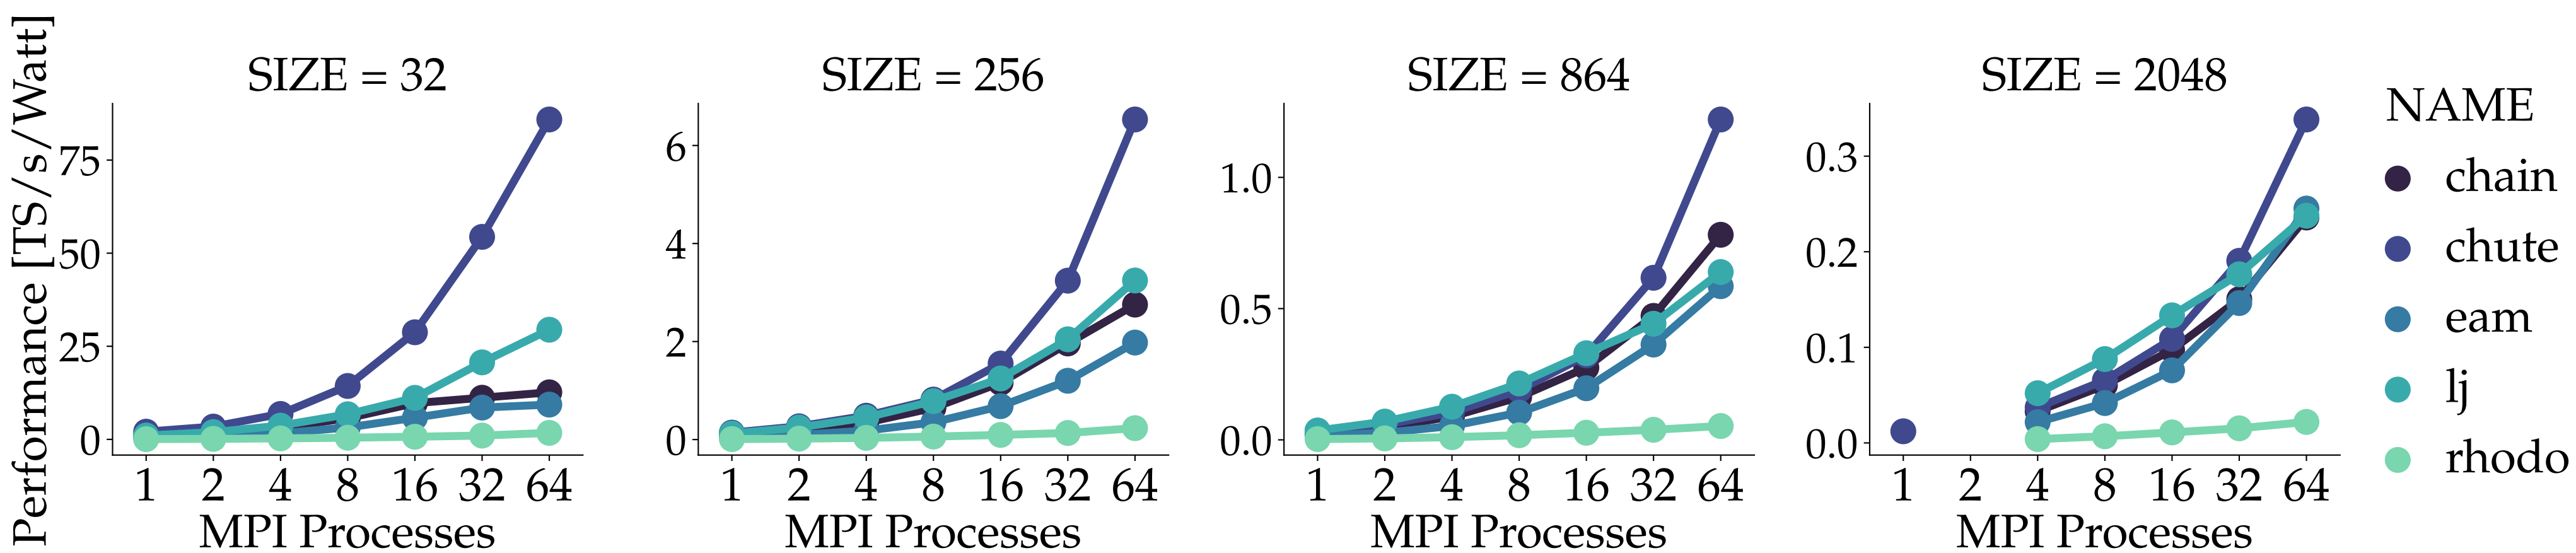 Performance [TS/s/Watt]
SIZE = 32
75
50
25
0
1 2 4 8 16 32 64
MPI Processes
SIZE = 256
6
4
2
0
1 2 4 8 16 32 64
MPI Processes
SIZE = 864
1.0
0.5
0.0
1 2 4 8 16 32 64
MPI Processes
SIZE = 2048
0.3
0.2
0.1
0.0
1 2 4 8 16 32 64
MPI Processes
NAME
chain
chute
eam
lj
rhodo